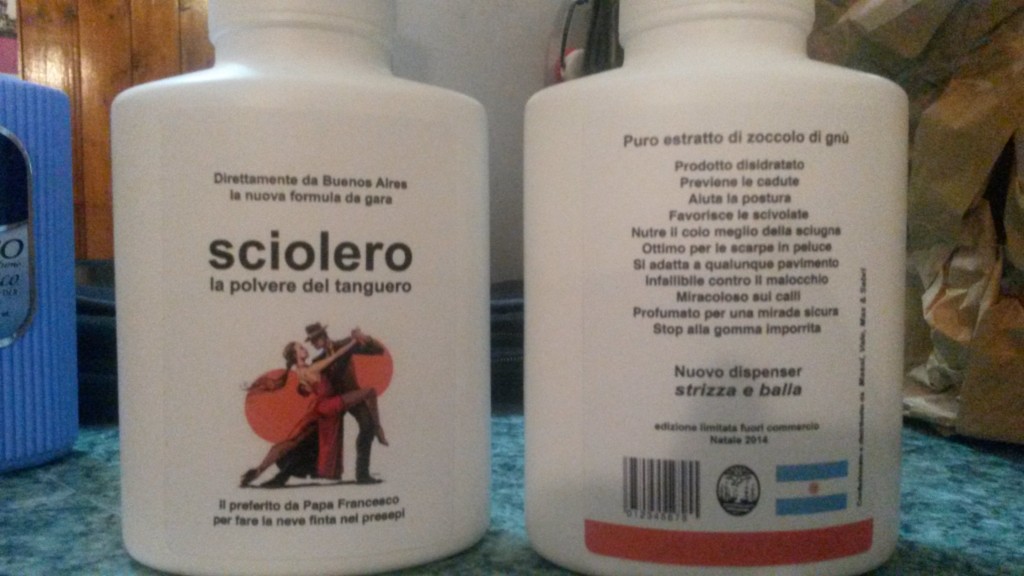 Direttamente da Buenos Aires
la nuova formula da gara
sciolero
la polvere del tanguero
Il preferito da Papa Francesco
per fare la neve finta nei presepi
Puro estratto di zoccolo di gnù
Prodotto disidratato
Previene le cadute
Aiuta la postura
Favorisce le scivolate
Nutre il colo meglio della sciugna
Ottimo per le scarpe in peluce
Si adatta a qualunque pavimento
Infallibile contro il malocchio
Miracoloso sui calli
Profumato per una mirada sicura
Stop alla gomma imporrita
Nuovo dispenser
strizza e balla
edizione limitata fuori commercio
Natale 2014